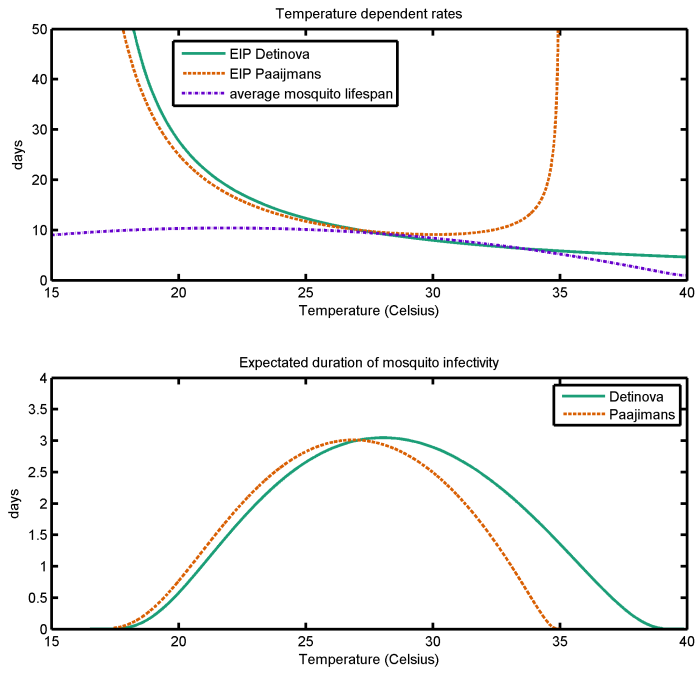 Temperature dependent rates
50
40
30
20
10
0
days
EIP Detinova
EIP Paaijmans
average mosquito lifespan
15 20 25 30 35 40
Temperature (Celsius)
Expectated duration of mosquito infectivity
4
3.5
3
2.5
2
1.5
1
0.5
0
days
Detinova
Paajimans
15 20 25 30 35 40
Temperature (Celsius)